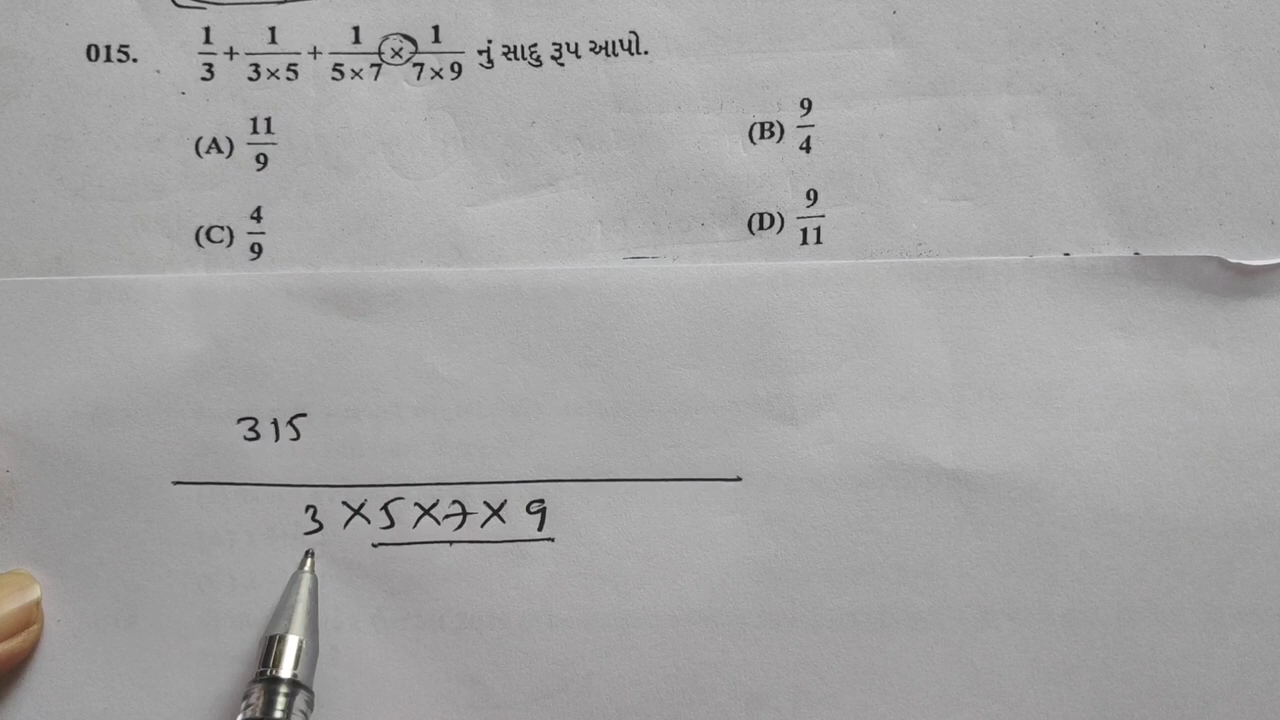 015. 1/3 + 1/(3×5) + 1/(5×7) × 1/(7×9) નું સાદુ રૂપ આપો.
(A) 11/9 (B) 9/4
(C) 4/9 (D) 9/11
315
3 × 5 × 7 × 9